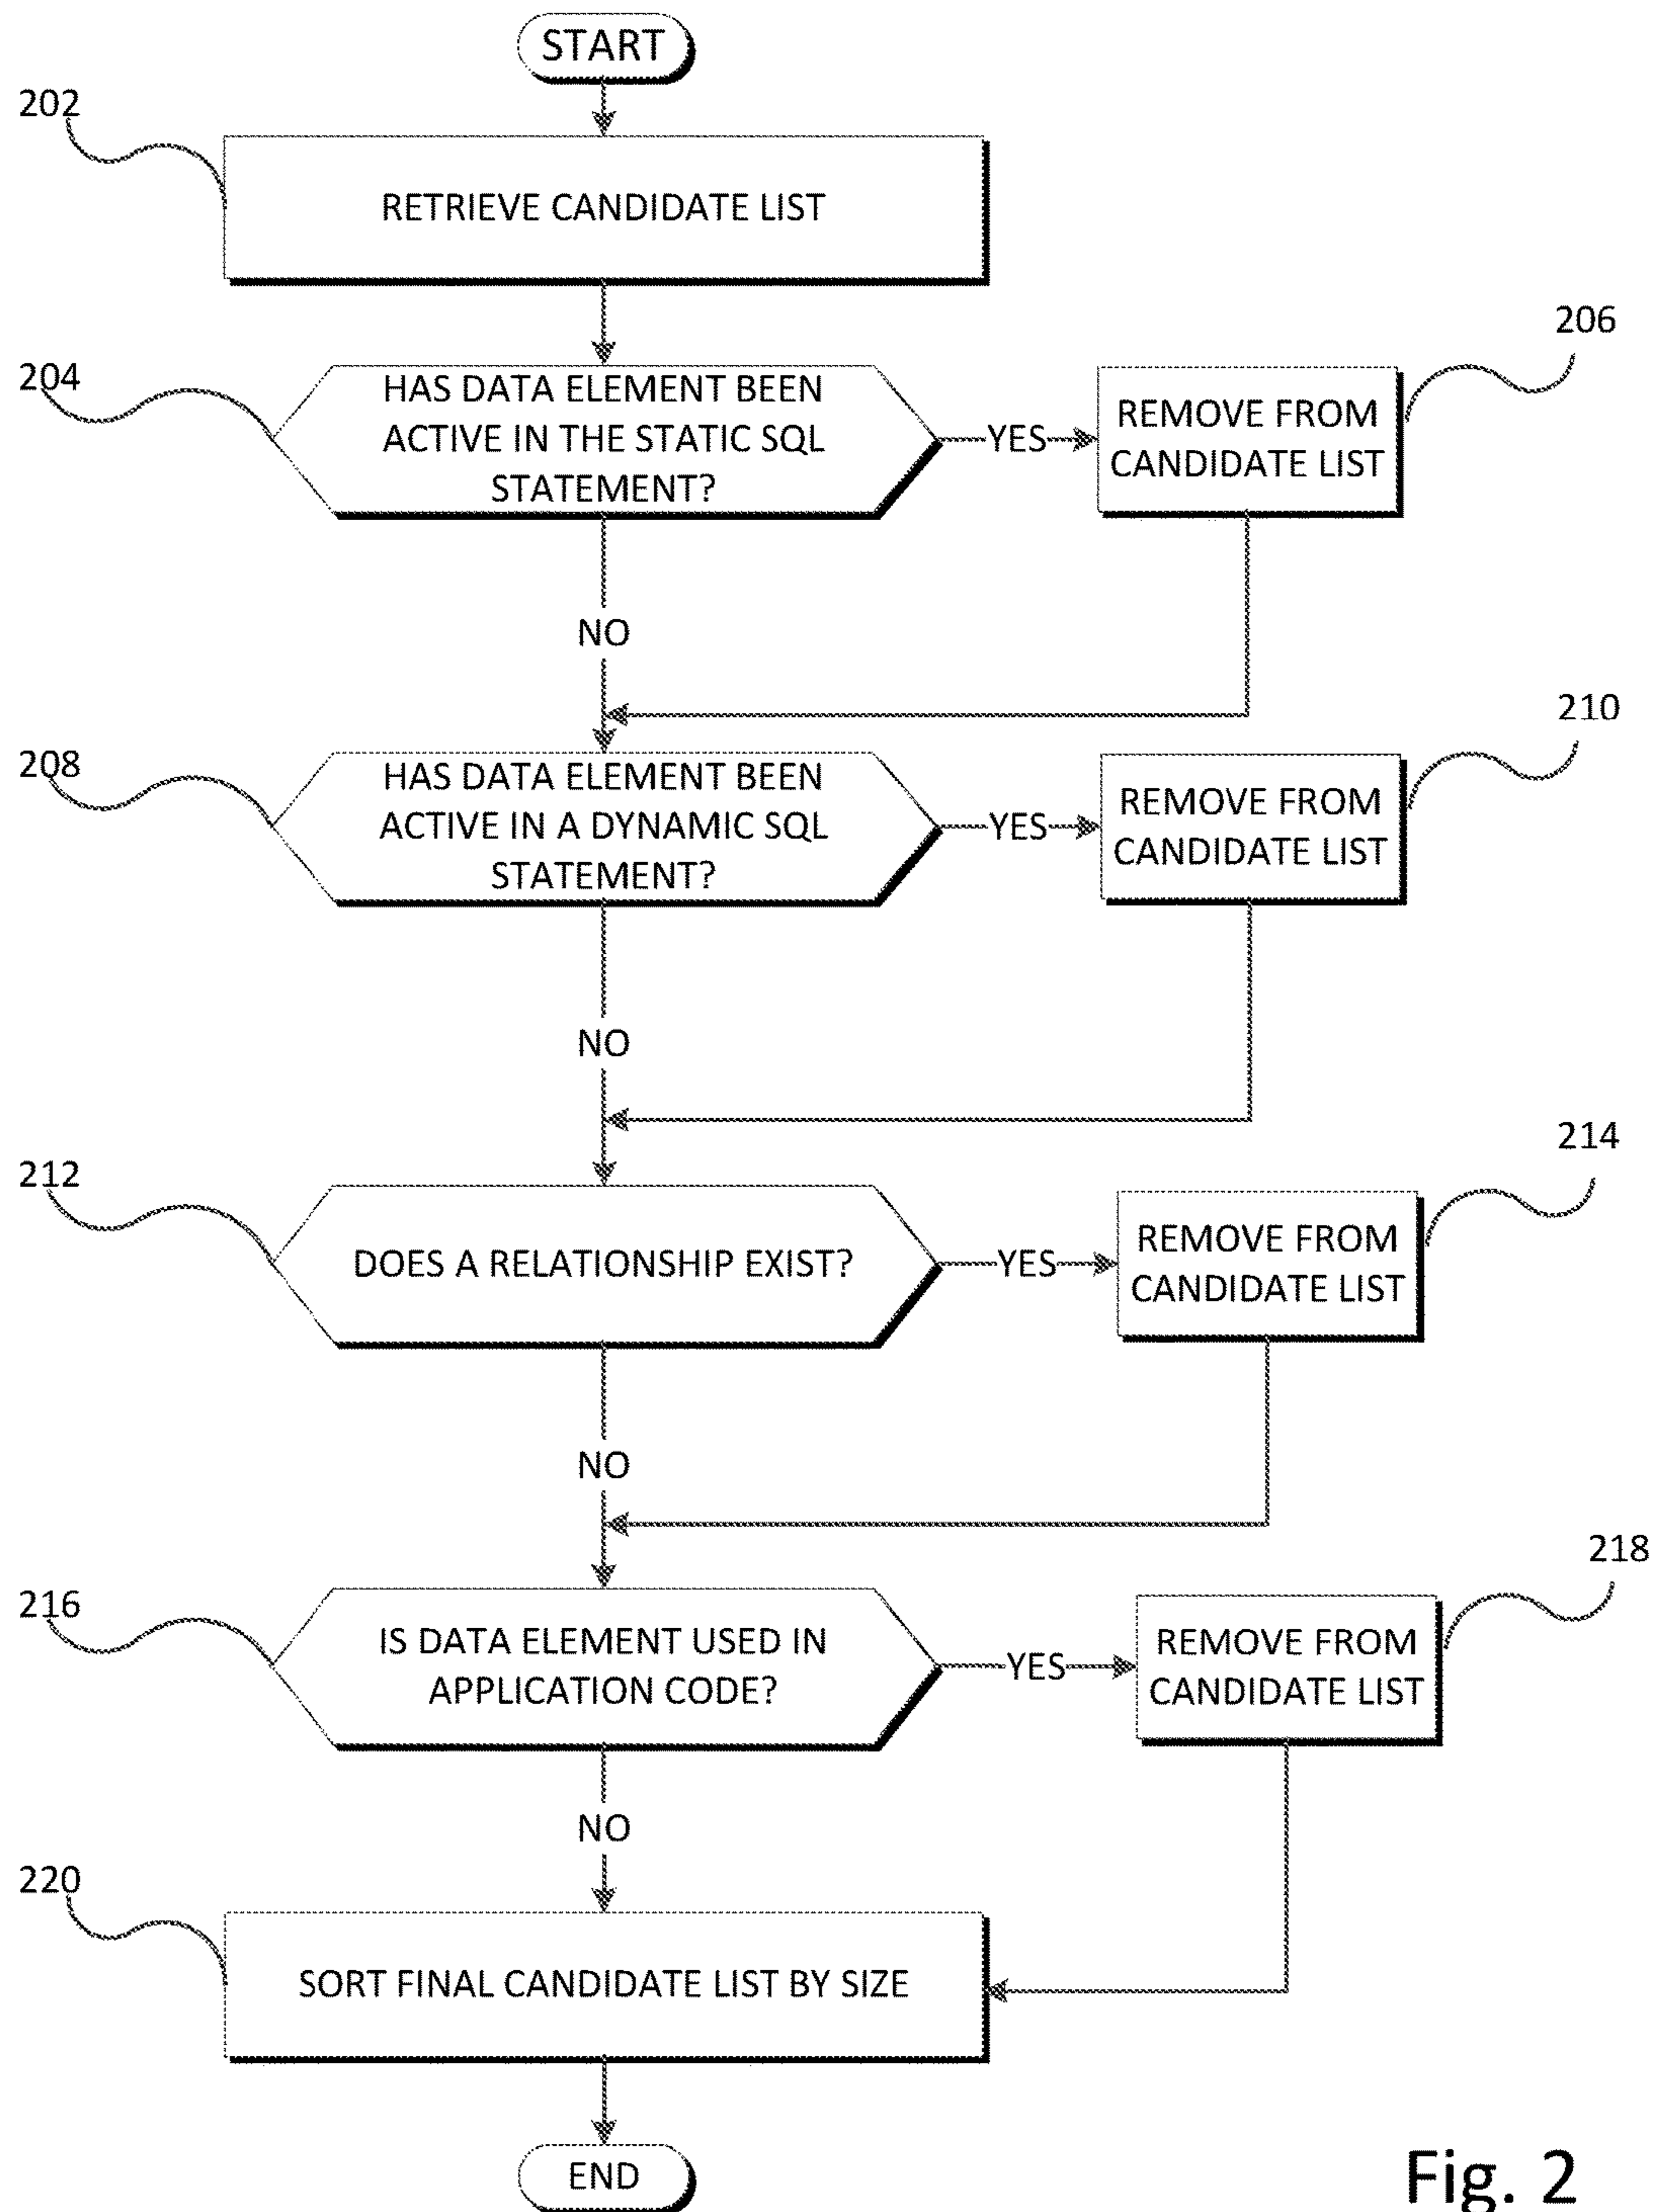 START
202
RETRIEVE CANDIDATE LIST
206
204
HAS DATA ELEMENT BEEN
ACTIVE IN THE STATIC SQL
STATEMENT?
YES
REMOVE FROM
CANDIDATE LIST
NO
210
208
HAS DATA ELEMENT BEEN
ACTIVE IN A DYNAMIC SQL
STATEMENT?
YES
REMOVE FROM
CANDIDATE LIST
NO
214
212
DOES A RELATIONSHIP EXIST?
YES
REMOVE FROM
CANDIDATE LIST
NO
218
216
IS DATA ELEMENT USED IN
APPLICATION CODE?
YES
REMOVE FROM
CANDIDATE LIST
NO
220
SORT FINAL CANDIDATE LIST BY SIZE
END
Fig. 2